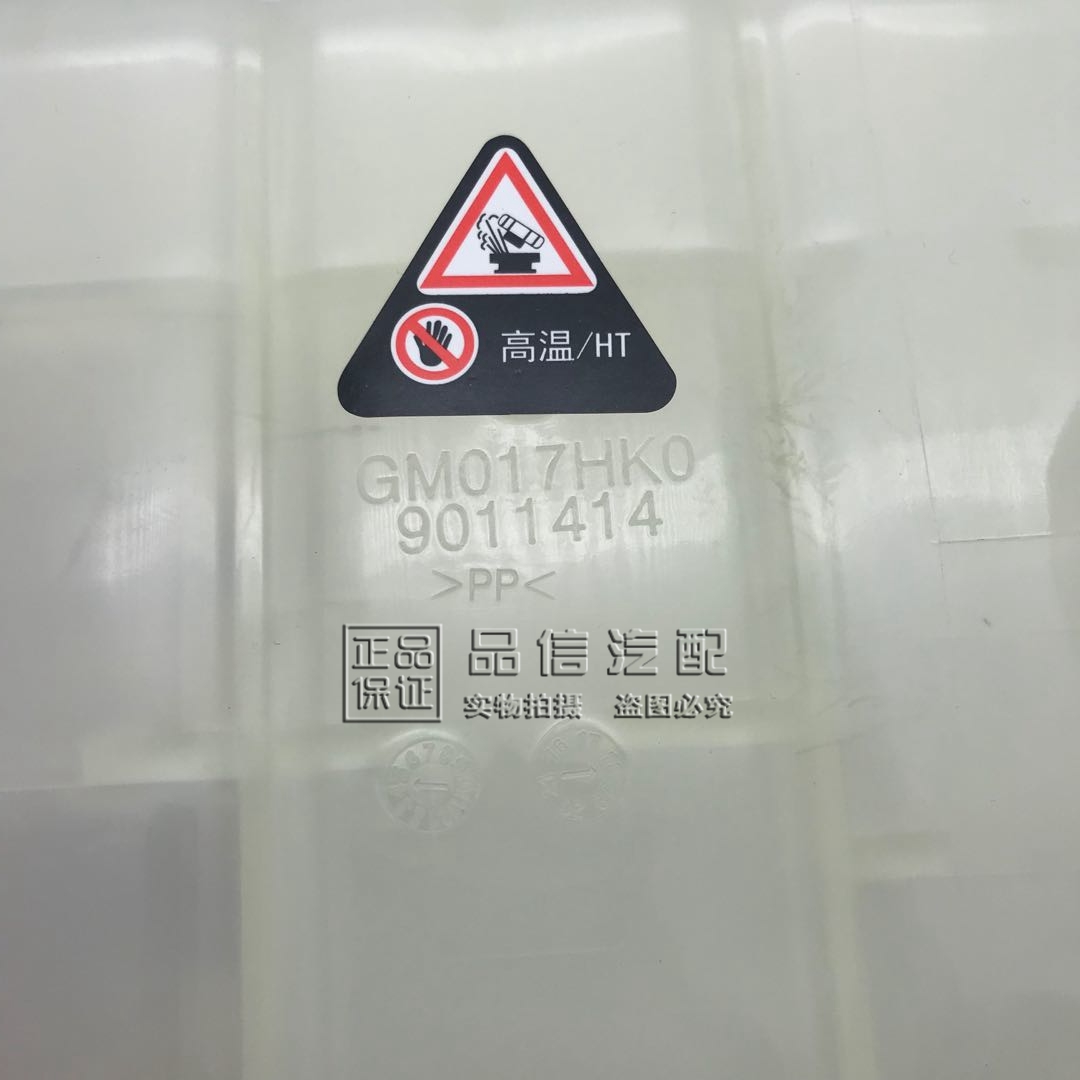 高温/HT
GM017HK0
9011414
>PP<
正品
保证
品信汽配
实物拍摄 盗图必究